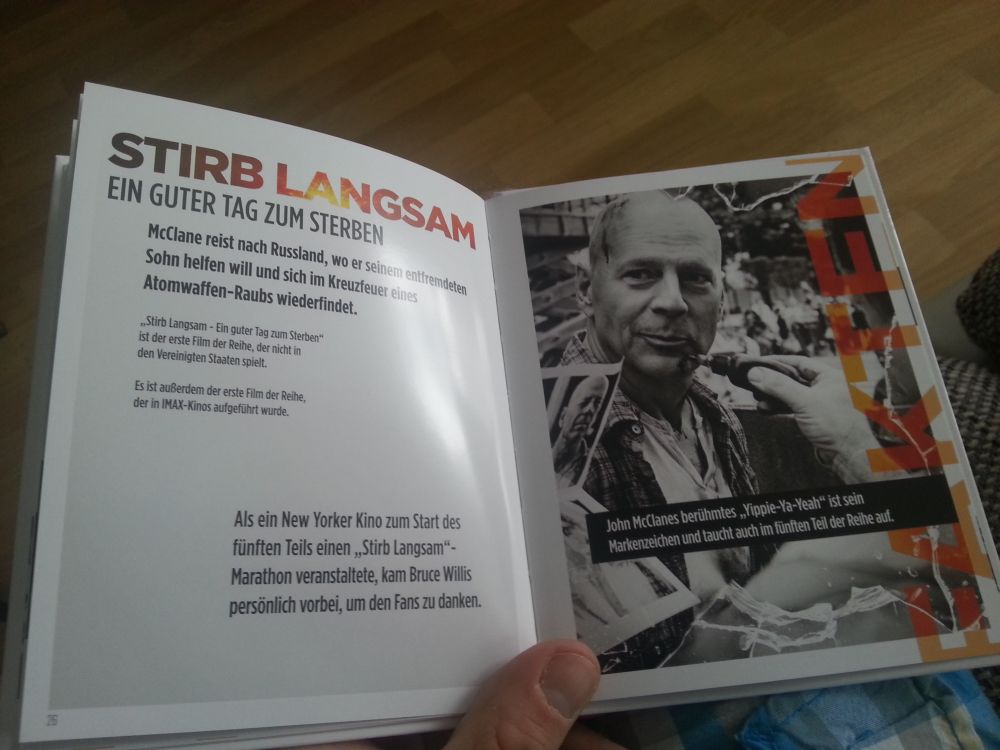 STIRB LANGSAM
EIN GUTER TAG ZUM STERBEN
McClane reist nach Russland, wo er seinem entfremdeten
Sohn helfen will und sich im Kreuzfeuer eines
Atomwaffen-Raubs wiederfindet.
„Stirb Langsam - Ein guter Tag zum Sterben“
ist der erste Film der Reihe, der nicht in
den Vereinigten Staaten spielt.
Es ist außerdem der erste Film der Reihe,
der in IMAX-Kinos aufgeführt wurde.
Als ein New Yorker Kino zum Start des
fünften Teils einen „Stirb Langsam“-
Marathon veranstaltete, kam Bruce Willis
persönlich vorbei, um den Fans zu danken.
26
FAKTEN
John McClanes berühmtes „Yippie-Ya-Yeah“ ist sein
Markenzeichen und taucht auch im fünften Teil der Reihe auf.